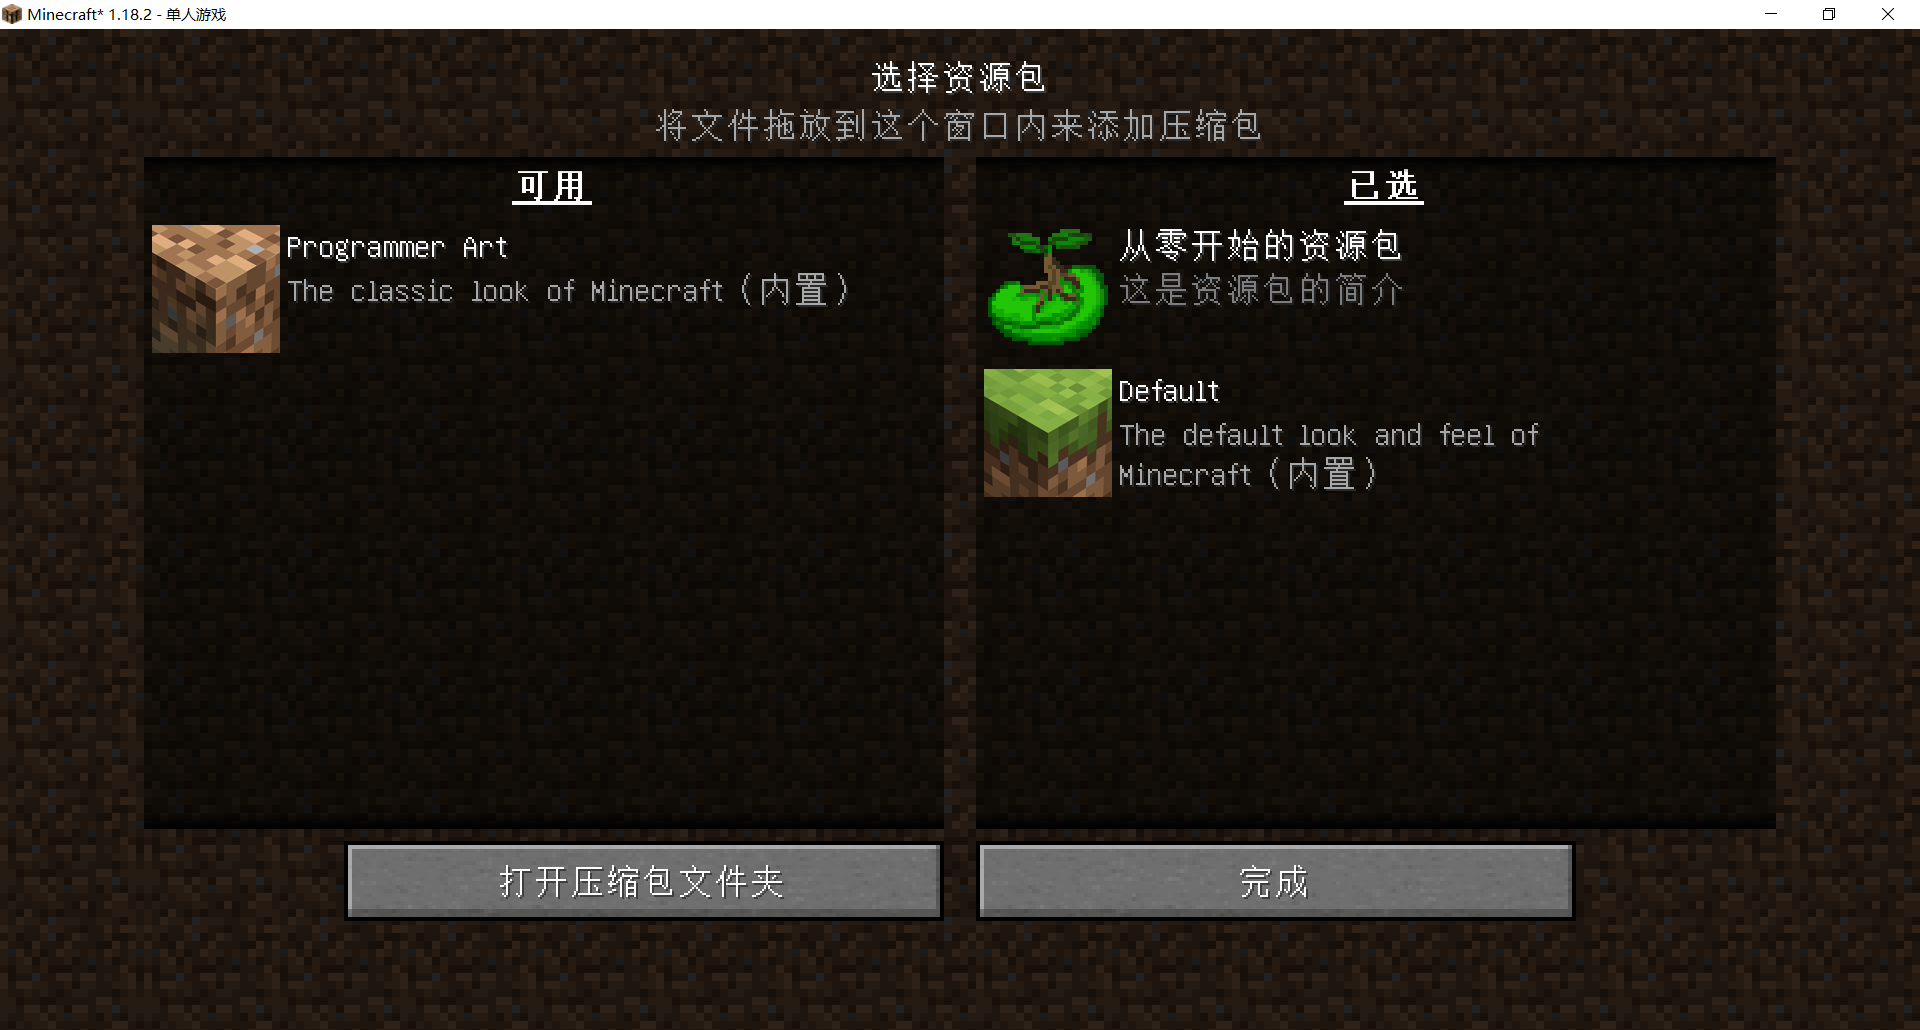 Minecraft* 1.18.2 - 单人游戏
选择资源包
将文件拖放到这个窗口内来添加压缩包
可用
Programmer Art
The classic look of Minecraft（内置）
已选
从零开始的资源包
这是资源包的简介
Default
The default look and feel of
Minecraft（内置）
打开压缩包文件夹
完成